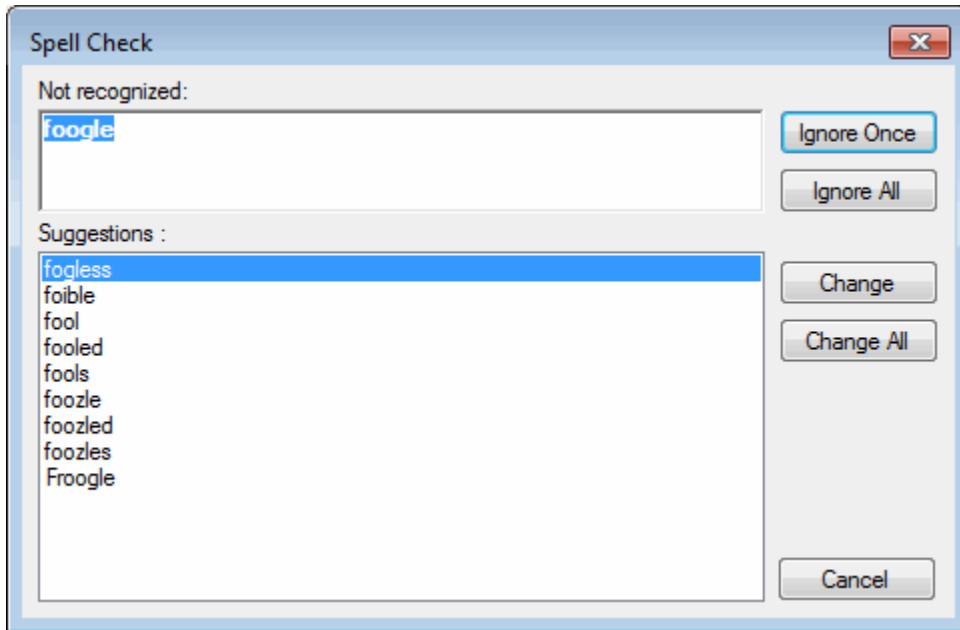 Spell Check
Not recognized:
foogle
Ignore Once
Ignore All
Suggestions :
fogless
foible
fool
fooled
fools
foozle
foozled
foozles
Froogle
Change
Change All
Cancel